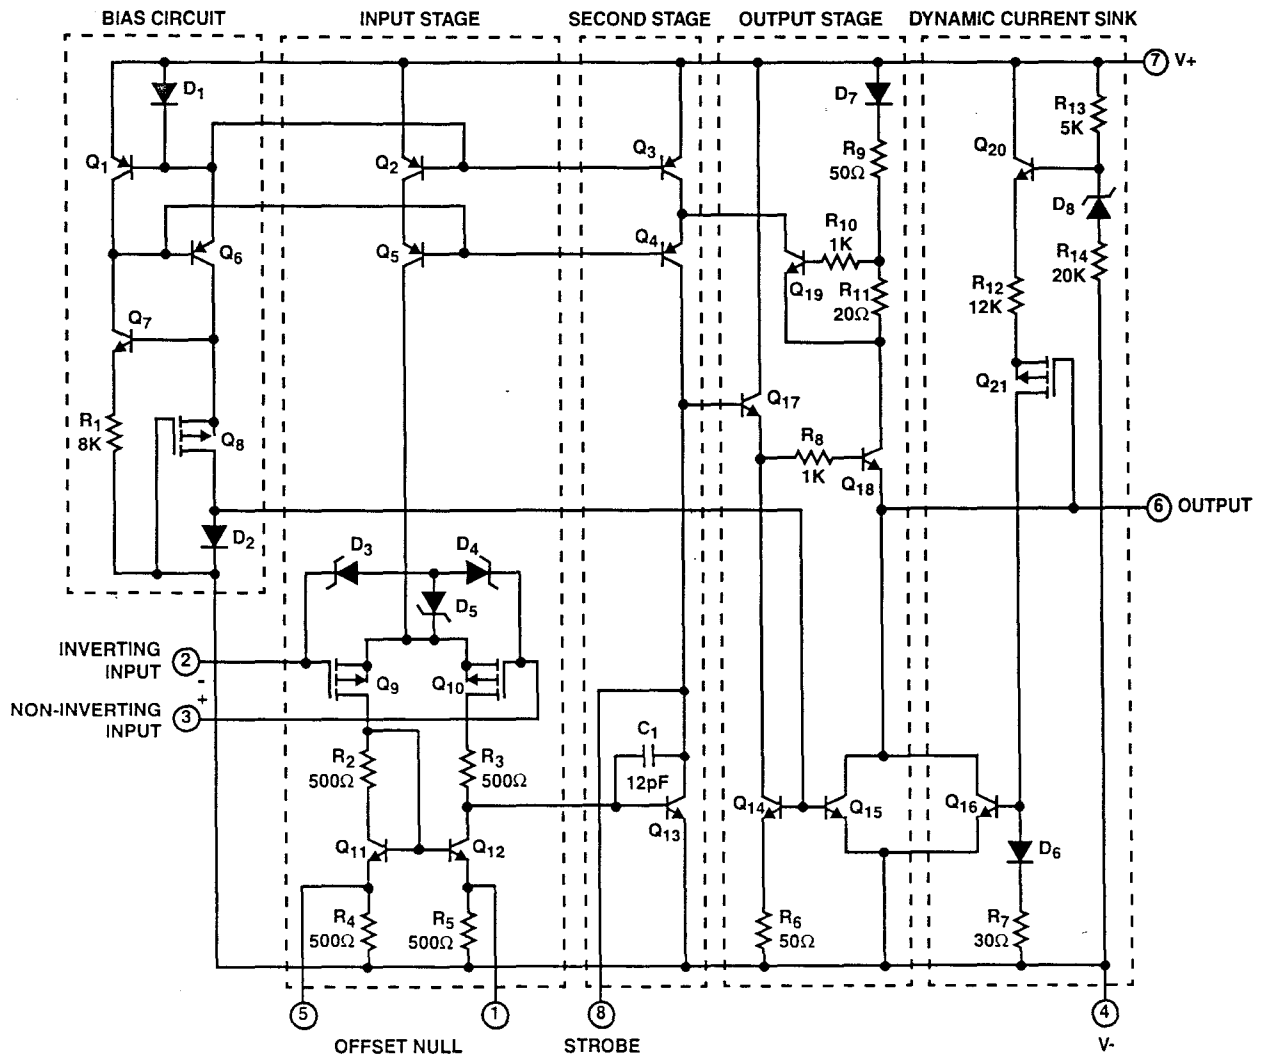 BIAS CIRCUIT
INPUT STAGE
SECOND STAGE
OUTPUT STAGE
DYNAMIC CURRENT SINK
7 V+
D1
D7
R13
5K
Q1
Q2
Q3
R9
50Ω
Q20
D8
Q6
Q5
Q4
R10
1K
R14
20K
Q19
R11
20Ω
R12
12K
Q7
Q21
Q17
R1
8K
Q8
R8
1K
Q18
6 OUTPUT
D2
D3
D4
D5
INVERTING
INPUT
2
-
Q9
Q10
+
NON-INVERTING
INPUT
3
R2
500Ω
R3
500Ω
C1
12pF
Q14
Q15
Q16
Q13
Q11
Q12
D6
R4
500Ω
R5
500Ω
R6
50Ω
R7
30Ω
5
1
8
4
OFFSET NULL
STROBE
V-